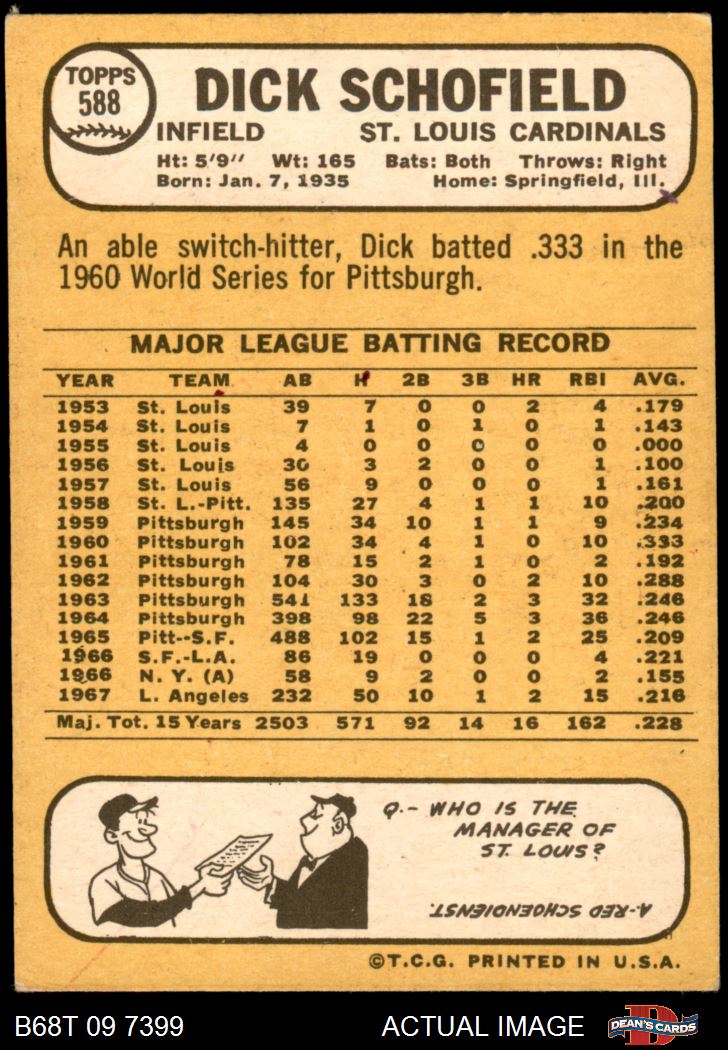 TOPPS
588
DICK SCHOFIELD
INFIELD ST. LOUIS CARDINALS
Ht: 5'9" Wt: 165 Bats: Both Throws: Right
Born: Jan. 7, 1935 Home: Springfield, Ill.
An able switch-hitter, Dick batted .333 in the
1960 World Series for Pittsburgh.
MAJOR LEAGUE BATTING RECORD
YEAR TEAM AB H 2B 3B HR RBI AVG.
1953 St. Louis 39 7 0 0 2 4 .179
1954 St. Louis 7 1 0 1 0 1 .143
1955 St. Louis 4 0 0 0 0 0 .000
1956 St. Louis 30 3 2 0 0 1 .100
1957 St. Louis 56 9 0 0 0 1 .161
1958 St. L.-Pitt. 135 27 4 1 1 10 .200
1959 Pittsburgh 145 34 10 1 1 9 .234
1960 Pittsburgh 102 34 4 1 0 10 .333
1961 Pittsburgh 78 15 2 1 0 2 .192
1962 Pittsburgh 104 30 3 0 2 10 .288
1963 Pittsburgh 541 133 18 2 3 32 .246
1964 Pittsburgh 398 98 22 5 3 36 .246
1965 Pitt--S.F. 488 102 15 1 2 25 .209
1966 S.F.-L.A. 86 19 0 0 0 4 .221
1966 N. Y. (A) 58 9 2 0 0 2 .155
1967 L. Angeles 232 50 10 1 2 15 .216
Maj. Tot. 15 Years 2503 571 92 14 16 162 .228
Q.- WHO IS THE
MANAGER OF
ST. LOUIS?
A-RED SCHOENDIENST.
©T.C.G. PRINTED IN U.S.A.
B68T 09 7399 ACTUAL IMAGE D DEAN'S CARDS